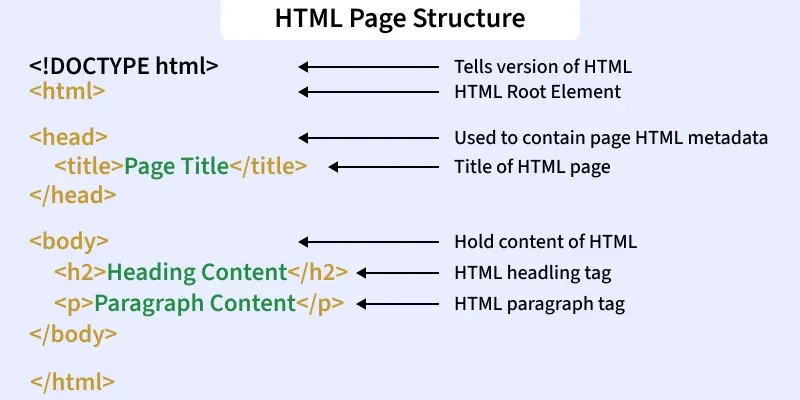 HTML Page Structure
<!DOCTYPE html> Tells version of HTML
<html> HTML Root Element
<head> Used to contain page HTML metadata
<title>Page Title</title> Title of HTML page
</head>
<body> Hold content of HTML
<h2>Heading Content</h2> HTML headling tag
<p>Paragraph Content</p> HTML paragraph tag
</body>
</html>